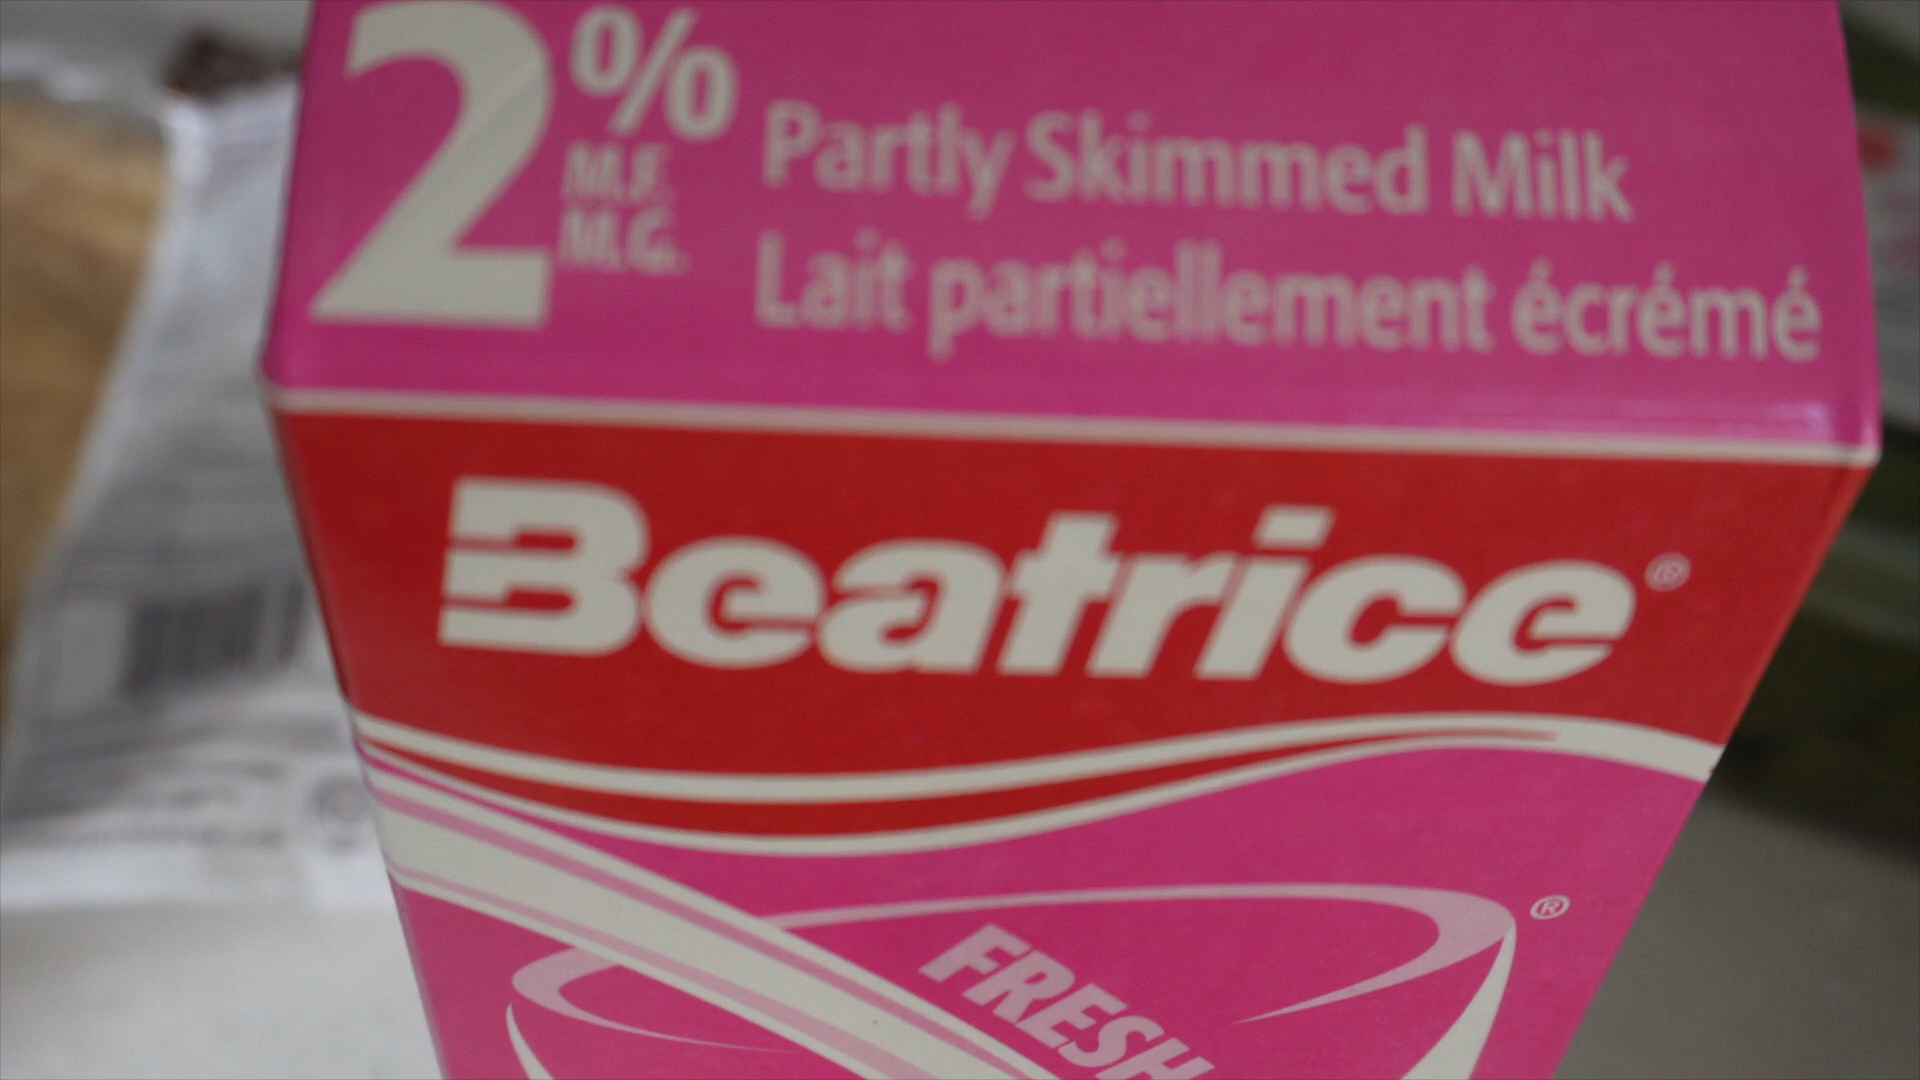 2%
M.F.
M.G.
Partly Skimmed Milk
Lait partiellement écrémé
Beatrice®
®
FRESH